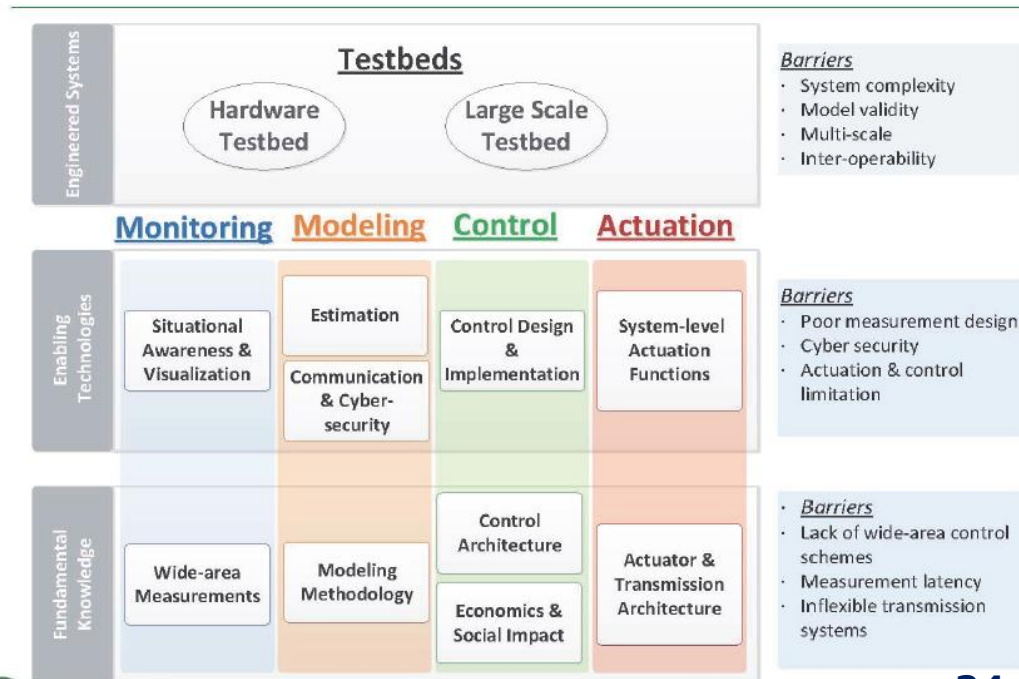 Engineered Systems
Testbeds
Hardware
Testbed
Large Scale
Testbed
Barriers
· System complexity
· Model validity
· Multi-scale
· Inter-operability
Monitoring
Modeling
Control
Actuation
Enabling
Technologies
Situational
Awareness &
Visualization
Estimation
Communication
& Cyber-
security
Control Design
&
Implementation
System-level
Actuation
Functions
Barriers
· Poor measurement design
· Cyber security
· Actuation & control
limitation
Fundamental
Knowledge
Wide-area
Measurements
Modeling
Methodology
Control
Architecture
Economics &
Social Impact
Actuator &
Transmission
Architecture
· Barriers
· Lack of wide-area control
schemes
· Measurement latency
· Inflexible transmission
systems